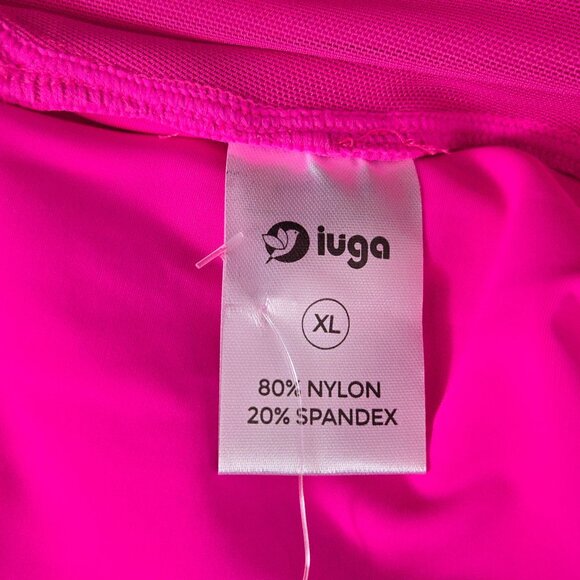 iuga
XL
80% NYLON
20% SPANDEX